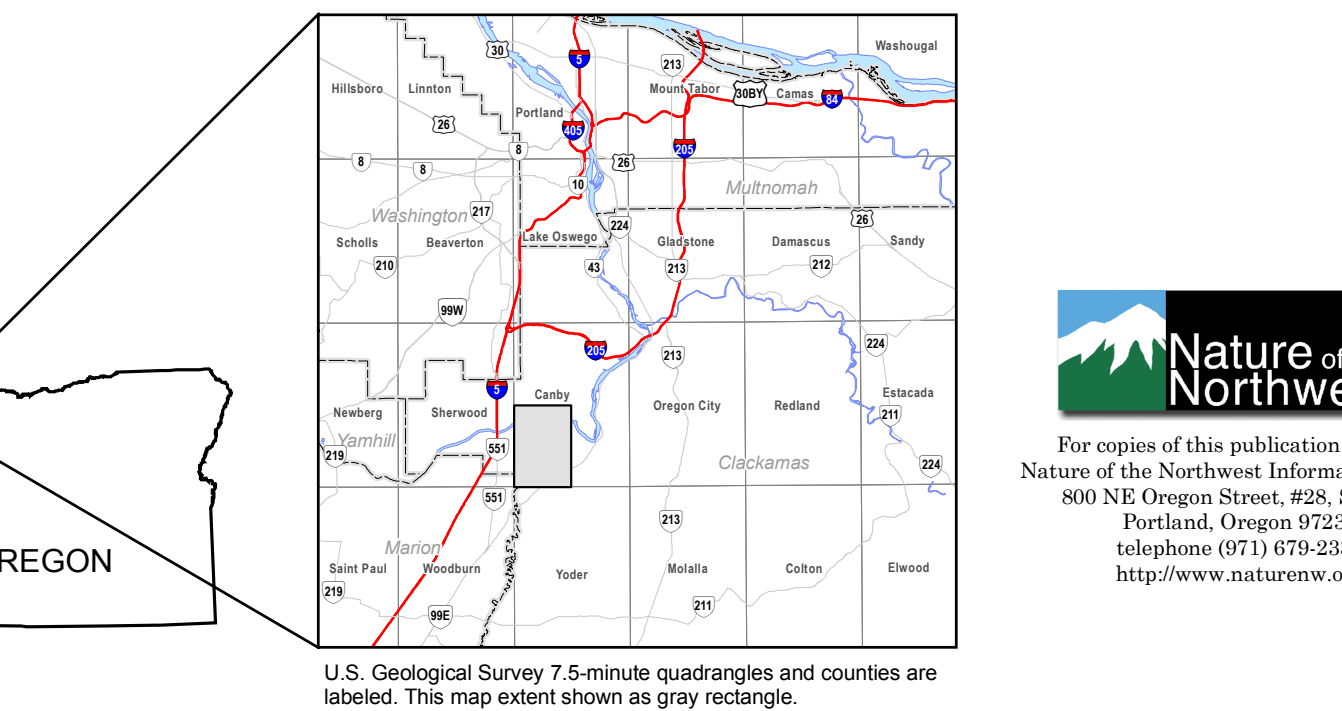 Washougal
30
5
213
Hillsboro
Linnton
Mount Tabor
30BY
Camas
84
Portland
26
405
8
205
8
8
26
10
Multnomah
Washington
217
224
26
Scholls
Beaverton
Lake Oswego
Gladstone
Damascus
Sandy
210
43
213
212
99W
205
213
224
5
Canby
Newberg
Sherwood
Oregon City
Redland
Estacada
211
Yamhill
219
551
Clackamas
224
551
213
Marion
Saint Paul
Woodburn
Yoder
Molalla
Colton
Elwood
219
99E
211
REGON
U.S. Geological Survey 7.5-minute quadrangles and counties are
labeled. This map extent shown as gray rectangle.
Nature of
Northwe
For copies of this publication
Nature of the Northwest Informa
800 NE Oregon Street, #28,
Portland, Oregon 9723
telephone (971) 679-23
http://www.naturenw.o